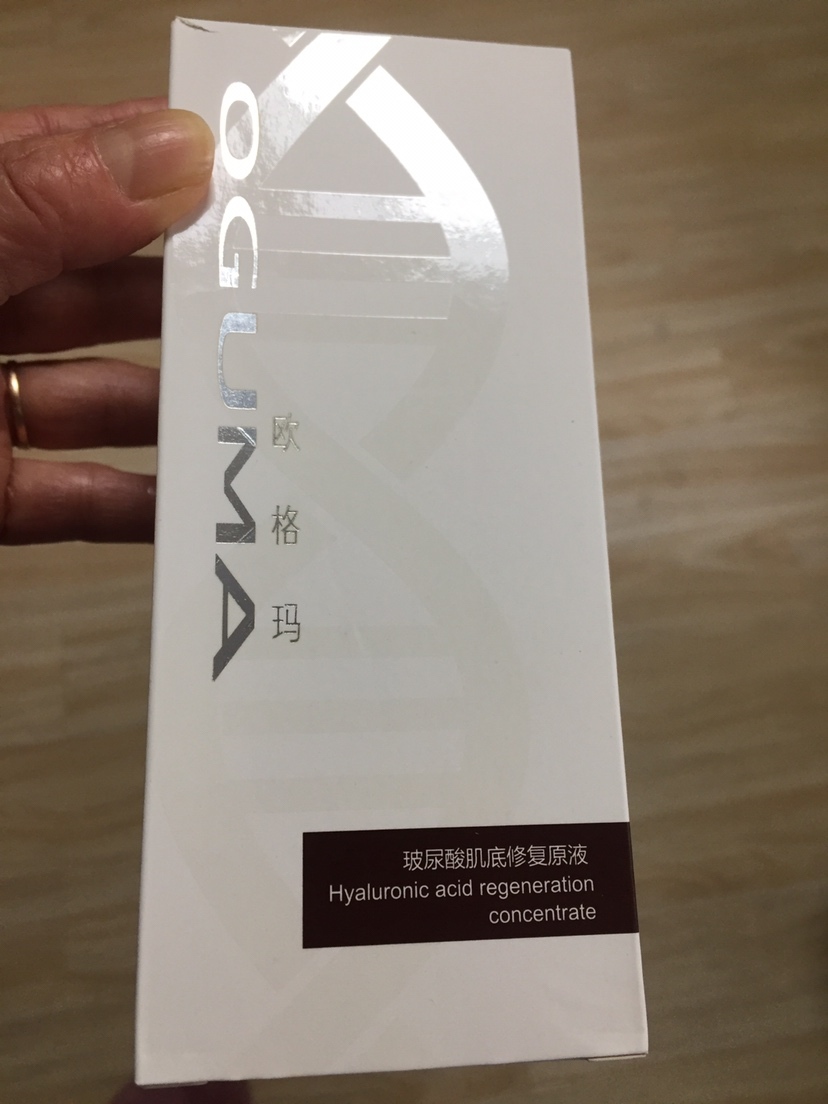 OGUMA
欧格玛
玻尿酸肌底修复原液
Hyaluronic acid regeneration
concentrate